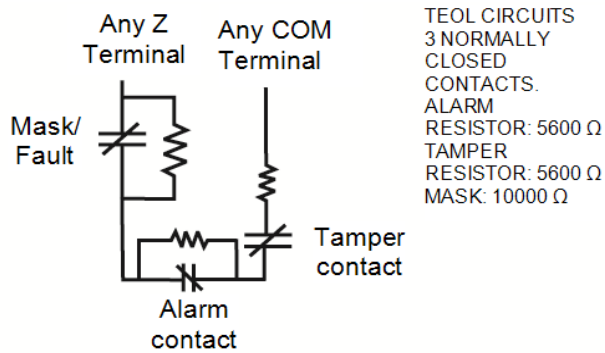 Any Z
Terminal
Any COM
Terminal
Mask/
Fault
Tamper
contact
Alarm
contact
TEOL CIRCUITS
3 NORMALLY
CLOSED
CONTACTS.
ALARM
RESISTOR: 5600 Ω
TAMPER
RESISTOR: 5600 Ω
MASK: 10000 Ω